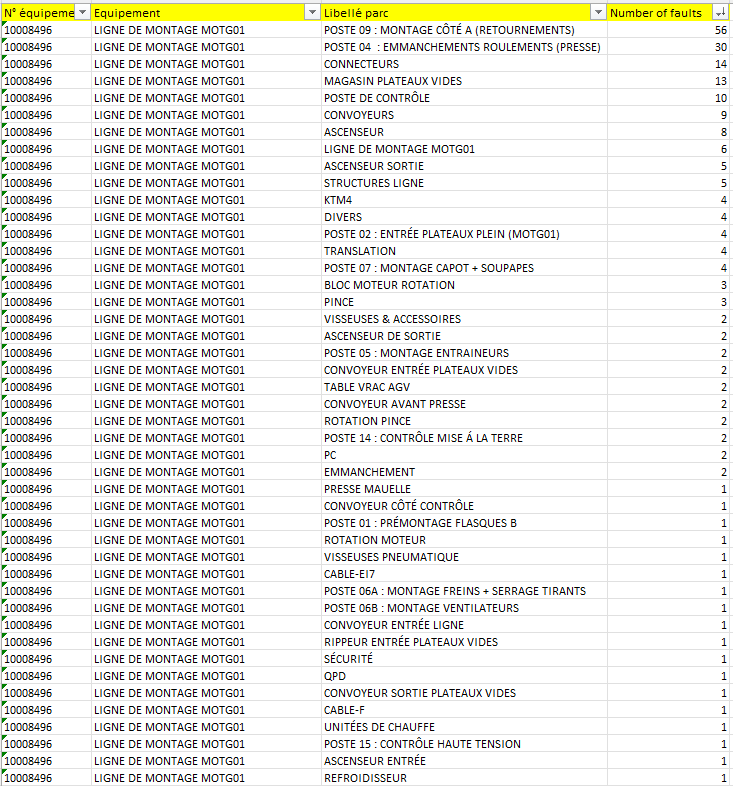 N° équipeme Equipement Libellé parc Number of faults
10008496 LIGNE DE MONTAGE MOTG01 POSTE 09 : MONTAGE CÔTÉ A (RETOURNEMENTS) 56
10008496 LIGNE DE MONTAGE MOTG01 POSTE 04 : EMMANCHEMENTS ROULEMENTS (PRESSE) 30
10008496 LIGNE DE MONTAGE MOTG01 CONNECTEURS 14
10008496 LIGNE DE MONTAGE MOTG01 MAGASIN PLATEAUX VIDES 13
10008496 LIGNE DE MONTAGE MOTG01 POSTE DE CONTRÔLE 10
10008496 LIGNE DE MONTAGE MOTG01 CONVOYEURS 9
10008496 LIGNE DE MONTAGE MOTG01 ASCENSEUR 8
10008496 LIGNE DE MONTAGE MOTG01 LIGNE DE MONTAGE MOTG01 6
10008496 LIGNE DE MONTAGE MOTG01 ASCENSEUR SORTIE 5
10008496 LIGNE DE MONTAGE MOTG01 STRUCTURES LIGNE 5
10008496 LIGNE DE MONTAGE MOTG01 KTM4 4
10008496 LIGNE DE MONTAGE MOTG01 DIVERS 4
10008496 LIGNE DE MONTAGE MOTG01 POSTE 02 : ENTRÉE PLATEAUX PLEIN (MOTG01) 4
10008496 LIGNE DE MONTAGE MOTG01 TRANSLATION 4
10008496 LIGNE DE MONTAGE MOTG01 POSTE 07 : MONTAGE CAPOT + SOUPAPES 4
10008496 LIGNE DE MONTAGE MOTG01 BLOC MOTEUR ROTATION 3
10008496 LIGNE DE MONTAGE MOTG01 PINCE 3
10008496 LIGNE DE MONTAGE MOTG01 VISSEUSES & ACCESSOIRES 2
10008496 LIGNE DE MONTAGE MOTG01 ASCENSEUR DE SORTIE 2
10008496 LIGNE DE MONTAGE MOTG01 POSTE 05 : MONTAGE ENTRAINEURS 2
10008496 LIGNE DE MONTAGE MOTG01 CONVOYEUR ENTRÉE PLATEAUX VIDES 2
10008496 LIGNE DE MONTAGE MOTG01 TABLE VRAC AGV 2
10008496 LIGNE DE MONTAGE MOTG01 CONVOYEUR AVANT PRESSE 2
10008496 LIGNE DE MONTAGE MOTG01 ROTATION PINCE 2
10008496 LIGNE DE MONTAGE MOTG01 POSTE 14 : CONTRÔLE MISE Á LA TERRE 2
10008496 LIGNE DE MONTAGE MOTG01 PC 2
10008496 LIGNE DE MONTAGE MOTG01 EMMANCHEMENT 2
10008496 LIGNE DE MONTAGE MOTG01 PRESSE MAUELLE 1
10008496 LIGNE DE MONTAGE MOTG01 CONVOYEUR CÔTÉ CONTRÔLE 1
10008496 LIGNE DE MONTAGE MOTG01 POSTE 01 : PRÉMONTAGE FLASQUES B 1
10008496 LIGNE DE MONTAGE MOTG01 ROTATION MOTEUR 1
10008496 LIGNE DE MONTAGE MOTG01 VISSEUSES PNEUMATIQUE 1
10008496 LIGNE DE MONTAGE MOTG01 CABLE-EI7 1
10008496 LIGNE DE MONTAGE MOTG01 POSTE 06A : MONTAGE FREINS + SERRAGE TIRANTS 1
10008496 LIGNE DE MONTAGE MOTG01 POSTE 06B : MONTAGE VENTILATEURS 1
10008496 LIGNE DE MONTAGE MOTG01 CONVOYEUR ENTRÉE LIGNE 1
10008496 LIGNE DE MONTAGE MOTG01 RIPPEUR ENTRÉE PLATEAUX VIDES 1
10008496 LIGNE DE MONTAGE MOTG01 SÉCURITÉ 1
10008496 LIGNE DE MONTAGE MOTG01 QPD 1
10008496 LIGNE DE MONTAGE MOTG01 CONVOYEUR SORTIE PLATEAUX VIDES 1
10008496 LIGNE DE MONTAGE MOTG01 CABLE-F 1
10008496 LIGNE DE MONTAGE MOTG01 UNITÉES DE CHAUFFE 1
10008496 LIGNE DE MONTAGE MOTG01 POSTE 15 : CONTRÔLE HAUTE TENSION 1
10008496 LIGNE DE MONTAGE MOTG01 ASCENSEUR ENTRÉE 1
10008496 LIGNE DE MONTAGE MOTG01 REFROIDISSEUR 1